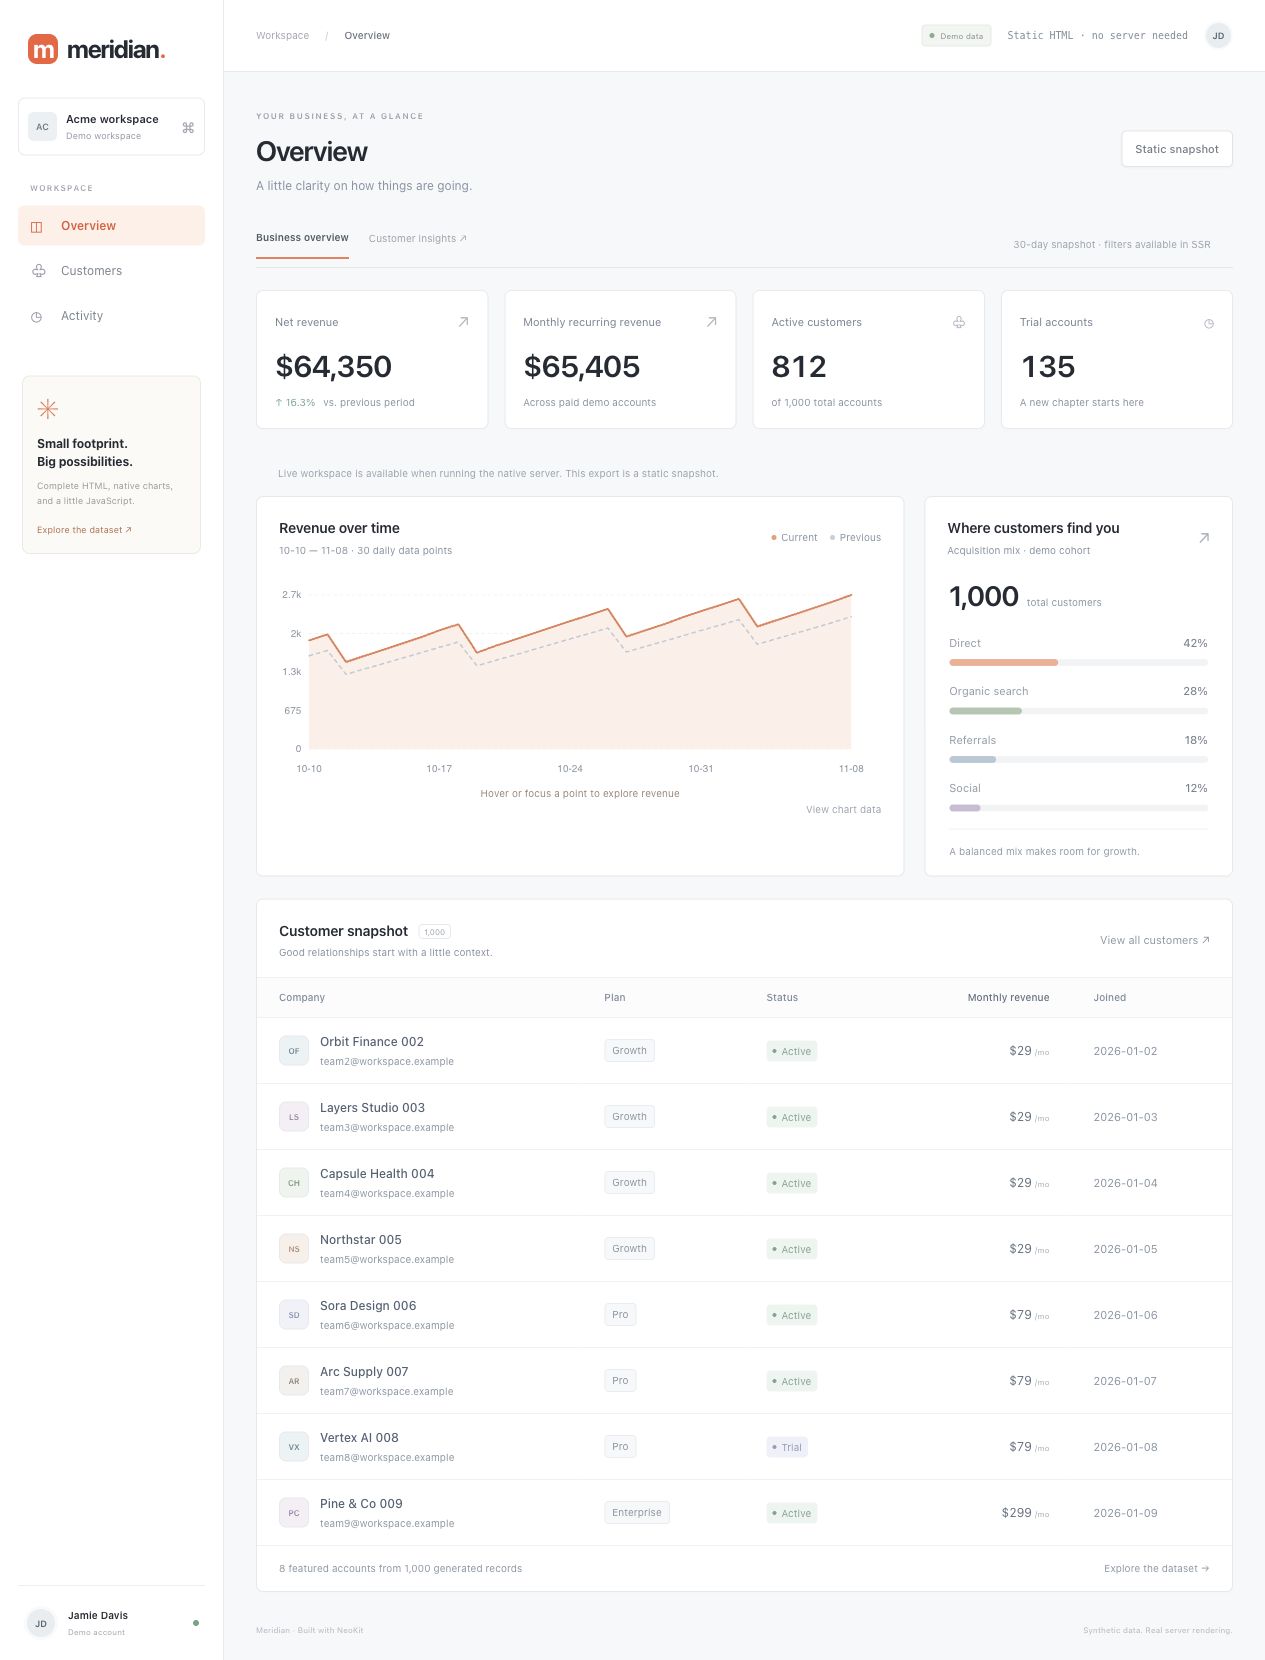 m meridian.
AC
Acme workspace
Demo workspace
⌘
WORKSPACE
Overview
Customers
Activity
Small footprint.
Big possibilities.
Complete HTML, native charts,
and a little JavaScript.
Explore the dataset ↗
JD
Jamie Davis
Demo account
Workspace / Overview
Demo data
Static HTML · no server needed
JD
YOUR BUSINESS, AT A GLANCE
Overview
A little clarity on how things are going.
Static snapshot
Business overview
Customer insights ↗
30-day snapshot · filters available in SSR
Net revenue ↗
$64,350
↑ 16.3% vs. previous period
Monthly recurring revenue ↗
$65,405
Across paid demo accounts
Active customers
812
of 1,000 total accounts
Trial accounts
135
A new chapter starts here
Live workspace is available when running the native server. This export is a static snapshot.
Revenue over time
10-10 — 11-08 · 30 daily data points
Current Previous
2.7k
2k
1.3k
675
0
10-10 10-17 10-24 10-31 11-08
Hover or focus a point to explore revenue
View chart data
Where customers find you
Acquisition mix · demo cohort
↗
1,000 total customers
Direct 42%
Organic search 28%
Referrals 18%
Social 12%
A balanced mix makes room for growth.
Customer snapshot 1,000
Good relationships start with a little context.
View all customers ↗
Company Plan Status Monthly revenue Joined
OF Orbit Finance 002 Growth Active $29 /mo 2026-01-02
team2@workspace.example
LS Layers Studio 003 Growth Active $29 /mo 2026-01-03
team3@workspace.example
CH Capsule Health 004 Growth Active $29 /mo 2026-01-04
team4@workspace.example
NS Northstar 005 Growth Active $29 /mo 2026-01-05
team5@workspace.example
SD Sora Design 006 Pro Active $79 /mo 2026-01-06
team6@workspace.example
AR Arc Supply 007 Pro Active $79 /mo 2026-01-07
team7@workspace.example
VX Vertex AI 008 Pro Trial $79 /mo 2026-01-08
team8@workspace.example
PC Pine & Co 009 Enterprise Active $299 /mo 2026-01-09
team9@workspace.example
8 featured accounts from 1,000 generated records
Explore the dataset →
Meridian · Built with NeoKit
Synthetic data. Real server rendering.